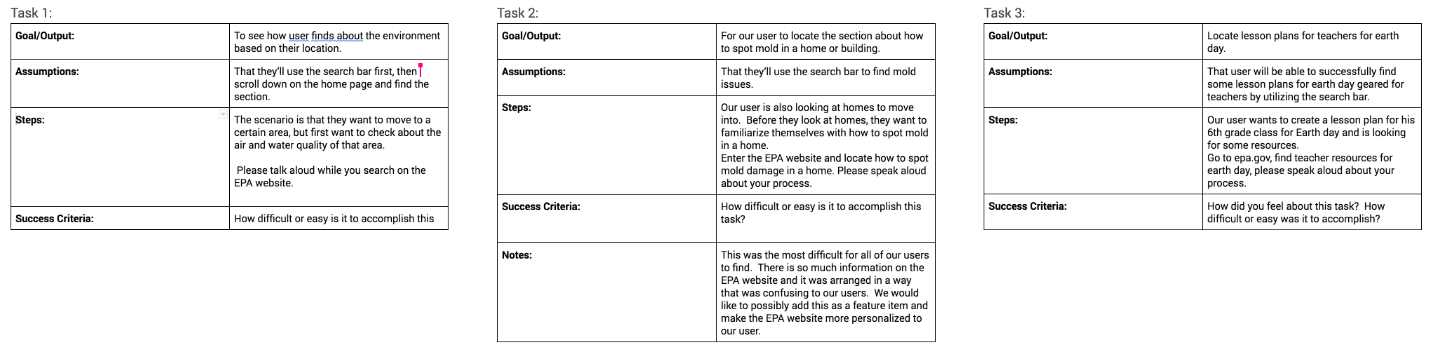 Task 1:
Goal/Output:
To see how user finds about the environment
based on their location.
Assumptions:
That they'll use the search bar first, then
scroll down on the home page and find the
section.
Steps:
The scenario is that they want to move to a
certain area, but first want to check about the
air and water quality of that area.
Please talk aloud while you search on the
EPA website.
Success Criteria:
How difficult or easy is it to accomplish this
Task 2:
Goal/Output:
For our user to locate the section about how
to spot mold in a home or building.
Assumptions:
That they'll use the search bar to find mold
issues.
Steps:
Our user is also looking at homes to move
into. Before they look at homes, they want to
familiarize themselves with how to spot mold
in a home.
Enter the EPA website and locate how to spot
mold damage in a home. Please speak aloud
about your process.
Success Criteria:
How difficult or easy is it to accomplish this
task?
Notes:
This was the most difficult for all of our users
to find. There is so much information on the
EPA website and it was arranged in a way
that was confusing to our users. We would
like to possibly add this as a feature item and
make the EPA website more personalized to
our user.
Task 3:
Goal/Output:
Locate lesson plans for teachers for earth
day.
Assumptions:
That user will be able to successfully find
some lesson plans for earth day geared for
teachers by utilizing the search bar.
Steps:
Our user wants to create a lesson plan for his
6th grade class for Earth day and is looking
for some resources.
Go to epa.gov, find teacher resources for
earth day, please speak aloud about your
process.
Success Criteria:
How did you feel about this task? How
difficult or easy was it to accomplish?